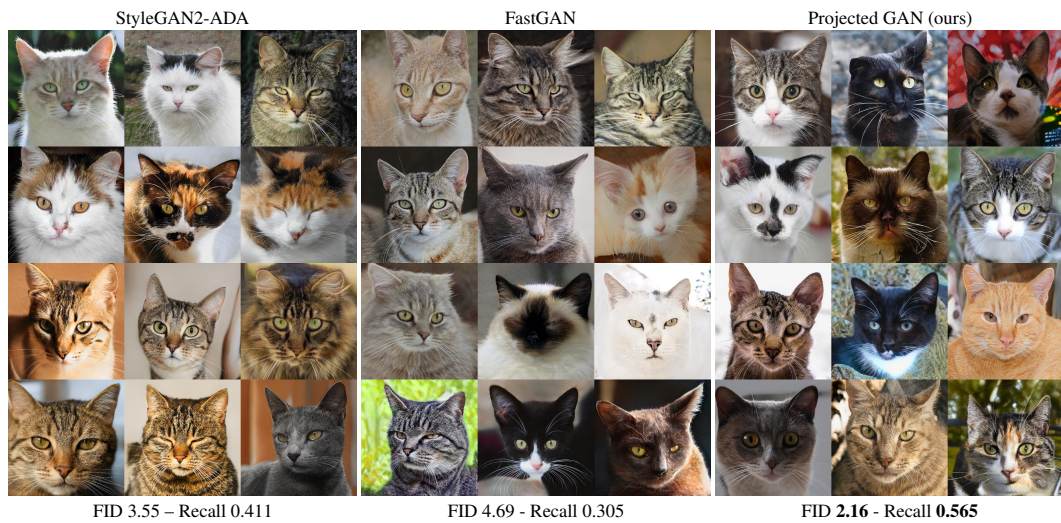 StyleGAN2-ADA
FastGAN
Projected GAN (ours)
FID 3.55 – Recall 0.411
FID 4.69 - Recall 0.305
FID 2.16 - Recall 0.565